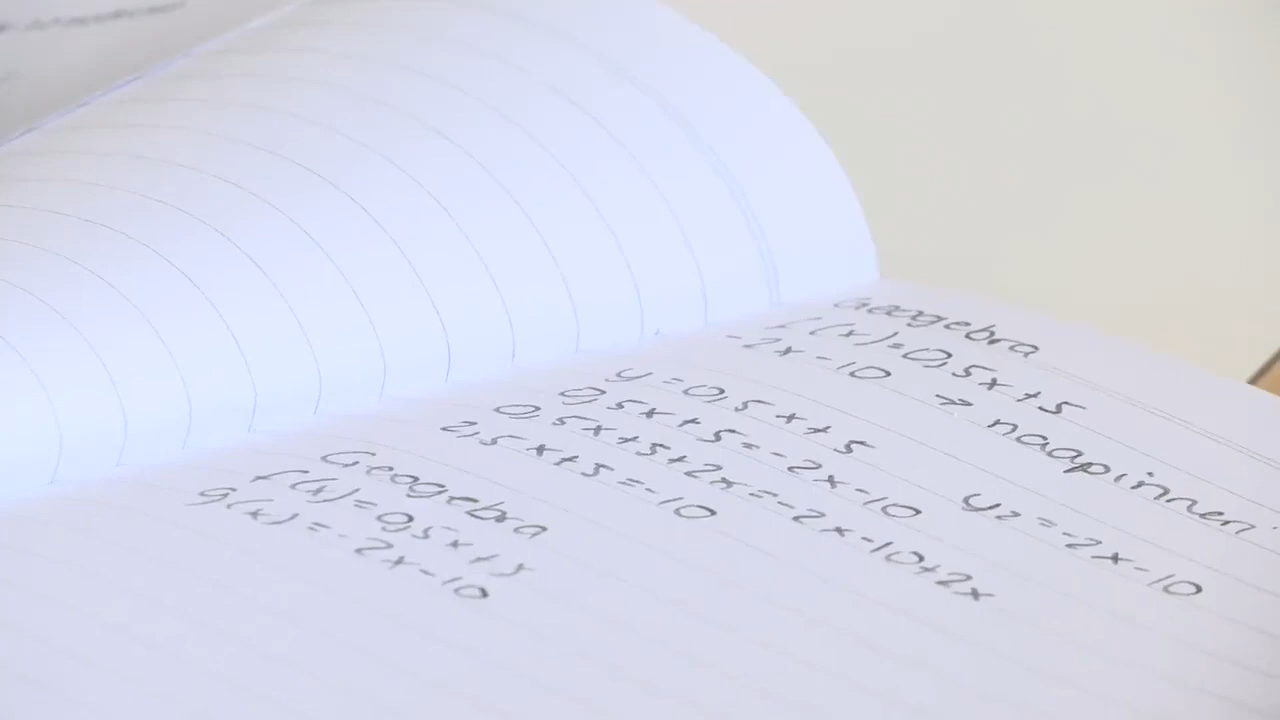 Geogebra
f(x)=0,5x+5
-2x-10 → naapinnen
y=0,5x+5 y₂=-2x-10
0,5x+5=-2x-10
0,5x+5+2x=-2x-10+2x
2,5x+5=-10
Geogebra
f(x)=0,5x+5
g(x)=-2x-10